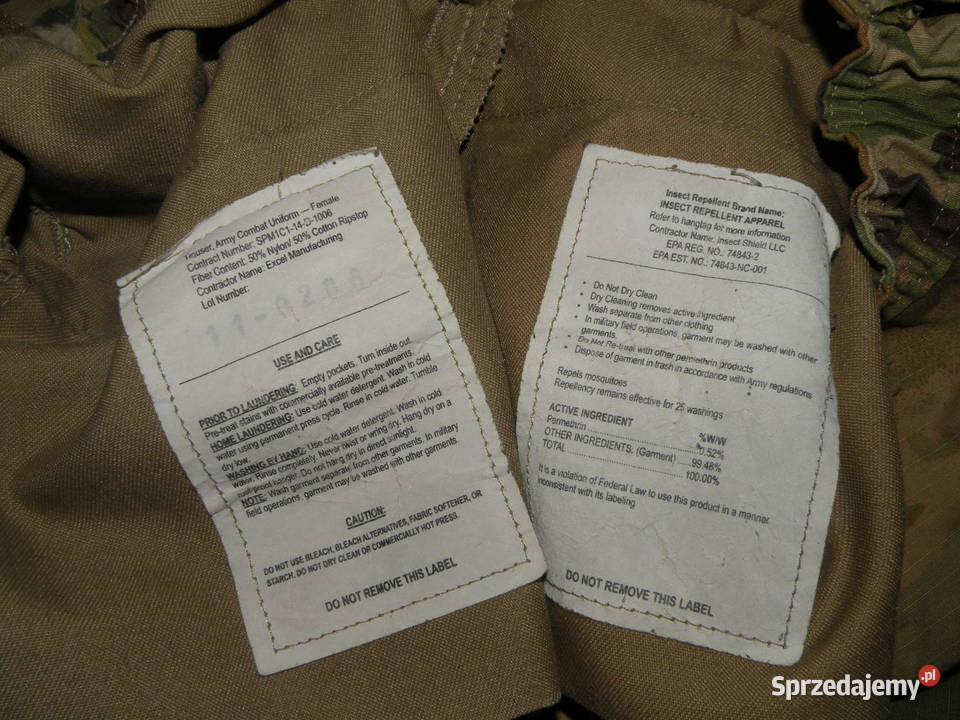 Trouser, Army Combat Uniform — Female
Contract Number: SPM1C1-14-D-1006
Fiber Content: 50% Nylon/ 50% Cotton Ripstop
Contractor Name: Excel Manufacturing
Lot Number:
11-0206
USE AND CARE
PRIOR TO LAUNDERING: Empty pockets. Turn inside out.
Pre-treat stains with commercially available pre-treatments.
HOME LAUNDERING: Use cold water detergent. Wash in cold
water using permanent press cycle. Rinse in cold water. Tumble
dry low.
WASHING BY HAND: Use cold water detergent. Wash in cold
water. Rinse completely. Never twist or wring dry. Hang dry on a
rust-proof hanger. Do not hang dry in direct sunlight.
NOTE: Wash garment separate from other garments. In military
field operations, garment may be washed with other garments.
CAUTION:
DO NOT USE BLEACH, BLEACH ALTERNATIVES, FABRIC SOFTENER, OR
STARCH. DO NOT DRY CLEAN OR COMMERCIALLY HOT PRESS.
DO NOT REMOVE THIS LABEL
Insect Repellent Brand Name:
INSECT REPELLENT APPAREL
Refer to hangtag for more information
Contractor Name: Insect Shield LLC
EPA REG. NO.: 74843-2
EPA EST. NO.: 74843-NC-001
• Do Not Dry Clean
• Dry Cleaning removes active ingredient
• Wash separate from other clothing
• In military field operations, garment may be washed with other
garments.
• Do Not Re-treat with other permethrin products
• Dispose of garment in trash in accordance with Army regulations
Repels mosquitoes
Repellency remains effective for 25 washings
ACTIVE INGREDIENT %W/W
Permethrin 0.52%
OTHER INGREDIENTS: (Garment) 99.48%
TOTAL 100.00%
It is a violation of Federal Law to use this product in a manner
inconsistent with its labeling
DO NOT REMOVE THIS LABEL
Sprzedajemy.pl